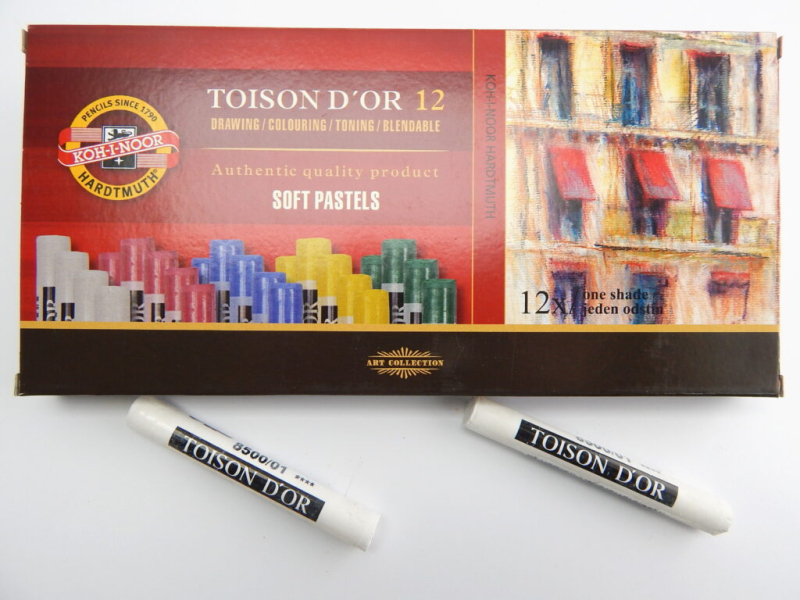 PENCILS SINCE 1790
KOH-I-NOOR
HARDTMUTH
TOISON D'OR 12
DRAWING / COLOURING / TONING / BLENDABLE
Authentic quality product
SOFT PASTELS
KOH-I-NOOR HARDTMUTH
12x
one shade
jeden odstín
ART COLLECTION
8500/01 ****
TOISON D'OR
TOISON D'OR